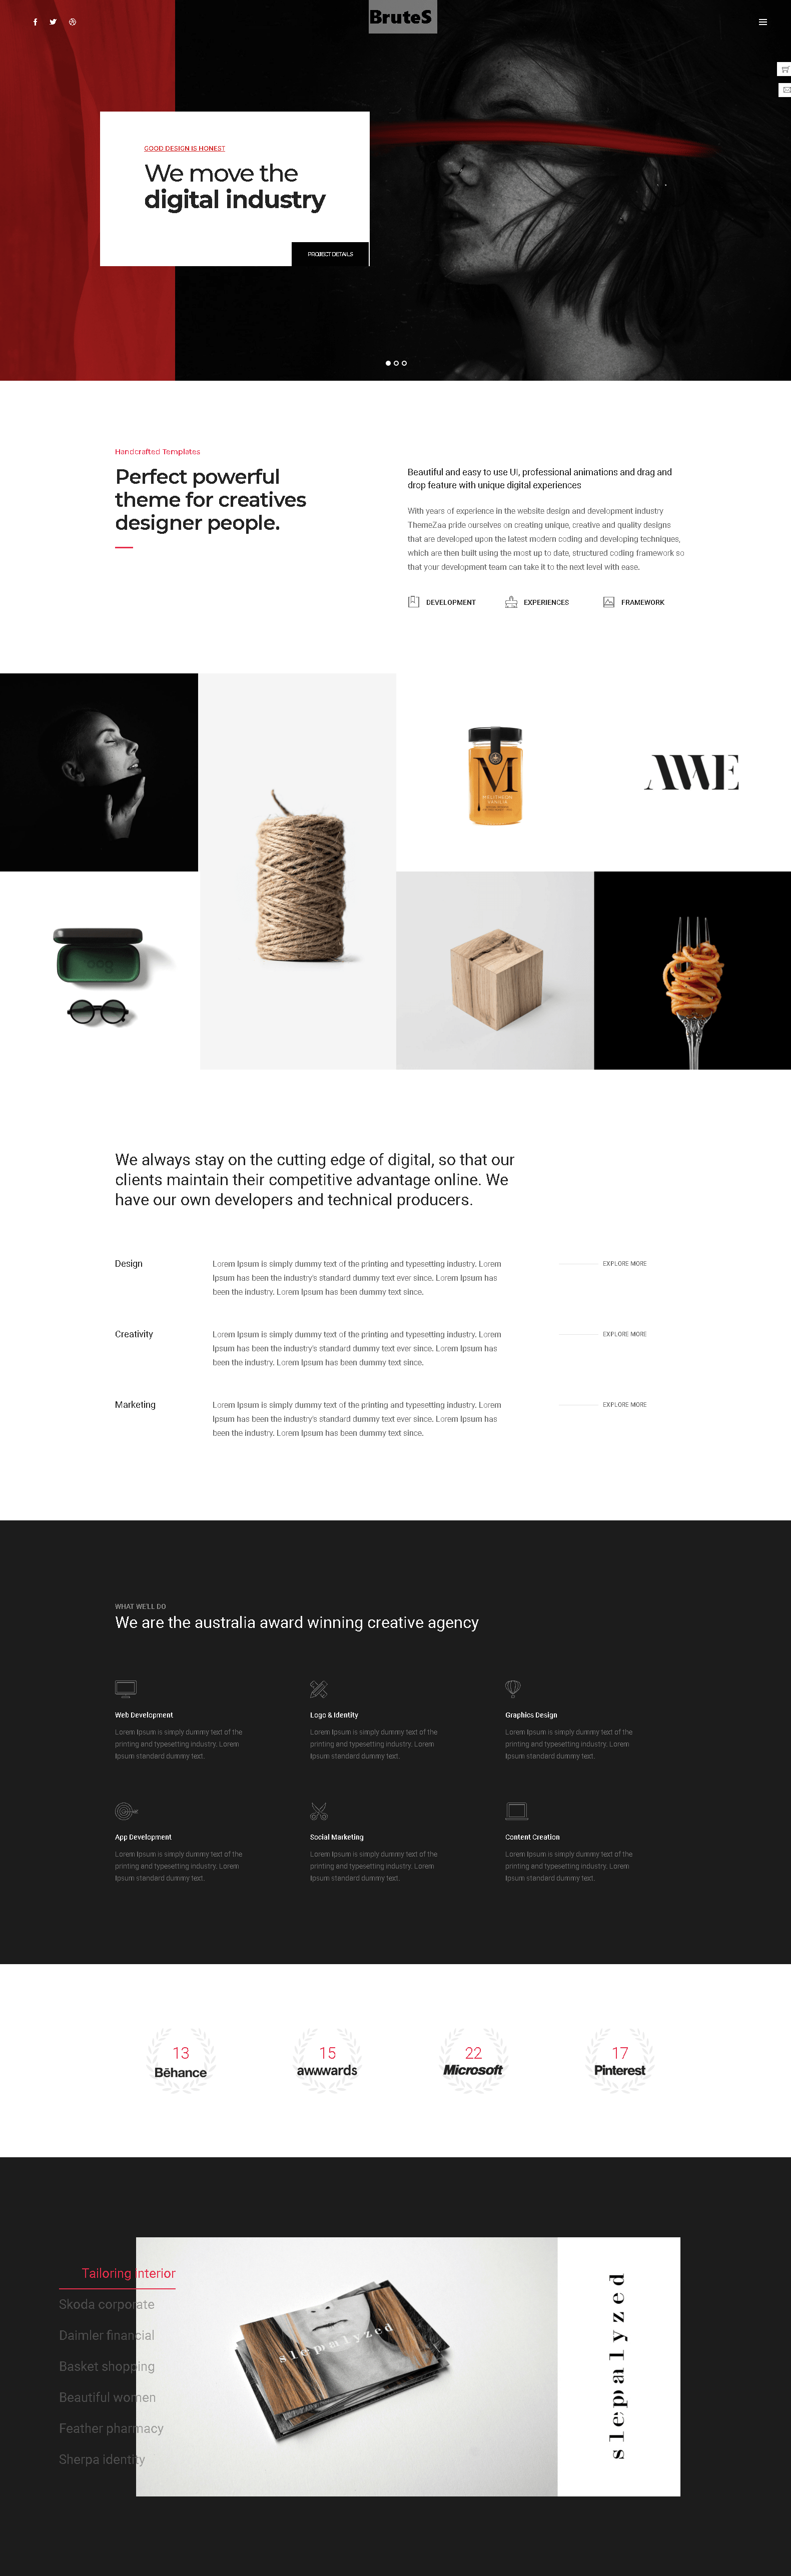 BruteS
GOOD DESIGN IS HONEST
We move the
digital industry
PROJECT DETAILS
Handcrafted Templates
Perfect powerful
theme for creatives
designer people.
Beautiful and easy to use UI, professional animations and drag and
drop feature with unique digital experiences
With years of experience in the website design and development industry
ThemeZaa pride ourselves on creating unique, creative and quality designs
that are developed upon the latest modern coding and developing techniques,
which are then built using the most up to date, structured coding framework so
that your development team can take it to the next level with ease.
DEVELOPMENT
EXPERIENCES
FRAMEWORK
M
VANILIA
AWE
We always stay on the cutting edge of digital, so that our
clients maintain their competitive advantage online. We
have our own developers and technical producers.
Design
Lorem Ipsum is simply dummy text of the printing and typesetting industry. Lorem
Ipsum has been the industry's standard dummy text ever since. Lorem Ipsum has
been the industry. Lorem Ipsum has been dummy text since.
EXPLORE MORE
Creativity
Lorem Ipsum is simply dummy text of the printing and typesetting industry. Lorem
Ipsum has been the industry's standard dummy text ever since. Lorem Ipsum has
been the industry. Lorem Ipsum has been dummy text since.
EXPLORE MORE
Marketing
Lorem Ipsum is simply dummy text of the printing and typesetting industry. Lorem
Ipsum has been the industry's standard dummy text ever since. Lorem Ipsum has
been the industry. Lorem Ipsum has been dummy text since.
EXPLORE MORE
WHAT WE'LL DO
We are the australia award winning creative agency
Web Development
Lorem Ipsum is simply dummy text of the
printing and typesetting industry. Lorem
Ipsum standard dummy text.
Logo & Identity
Lorem Ipsum is simply dummy text of the
printing and typesetting industry. Lorem
Ipsum standard dummy text.
Graphics Design
Lorem Ipsum is simply dummy text of the
printing and typesetting industry. Lorem
Ipsum standard dummy text.
App Development
Lorem Ipsum is simply dummy text of the
printing and typesetting industry. Lorem
Ipsum standard dummy text.
Social Marketing
Lorem Ipsum is simply dummy text of the
printing and typesetting industry. Lorem
Ipsum standard dummy text.
Content Creation
Lorem Ipsum is simply dummy text of the
printing and typesetting industry. Lorem
Ipsum standard dummy text.
13
Bēhance
15
awwwards
22
Microsoft
17
Pinterest
Tailoring interior
Skoda corporate
Daimler financial
Basket shopping
Beautiful women
Feather pharmacy
Sherpa identity
slepalyzed
slepalyzed